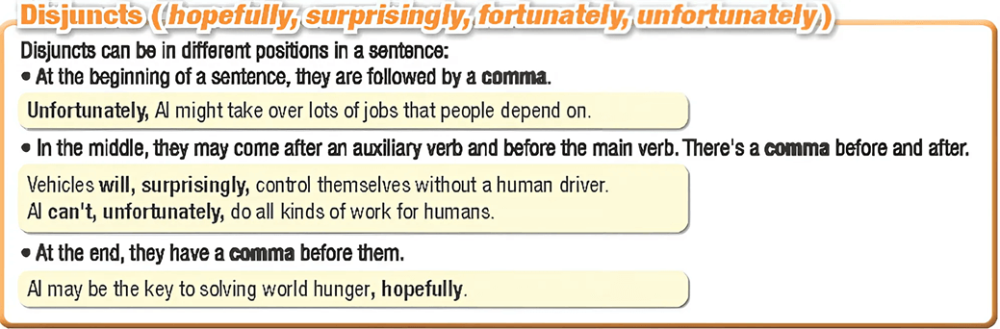 Disjuncts (hopefully, surprisingly, fortunately, unfortunately)
Disjuncts can be in different positions in a sentence:
• At the beginning of a sentence, they are followed by a comma.
Unfortunately, AI might take over lots of jobs that people depend on.
• In the middle, they may come after an auxiliary verb and before the main verb. There's a comma before and after.
Vehicles will, surprisingly, control themselves without a human driver.
AI can't, unfortunately, do all kinds of work for humans.
• At the end, they have a comma before them.
AI may be the key to solving world hunger, hopefully.